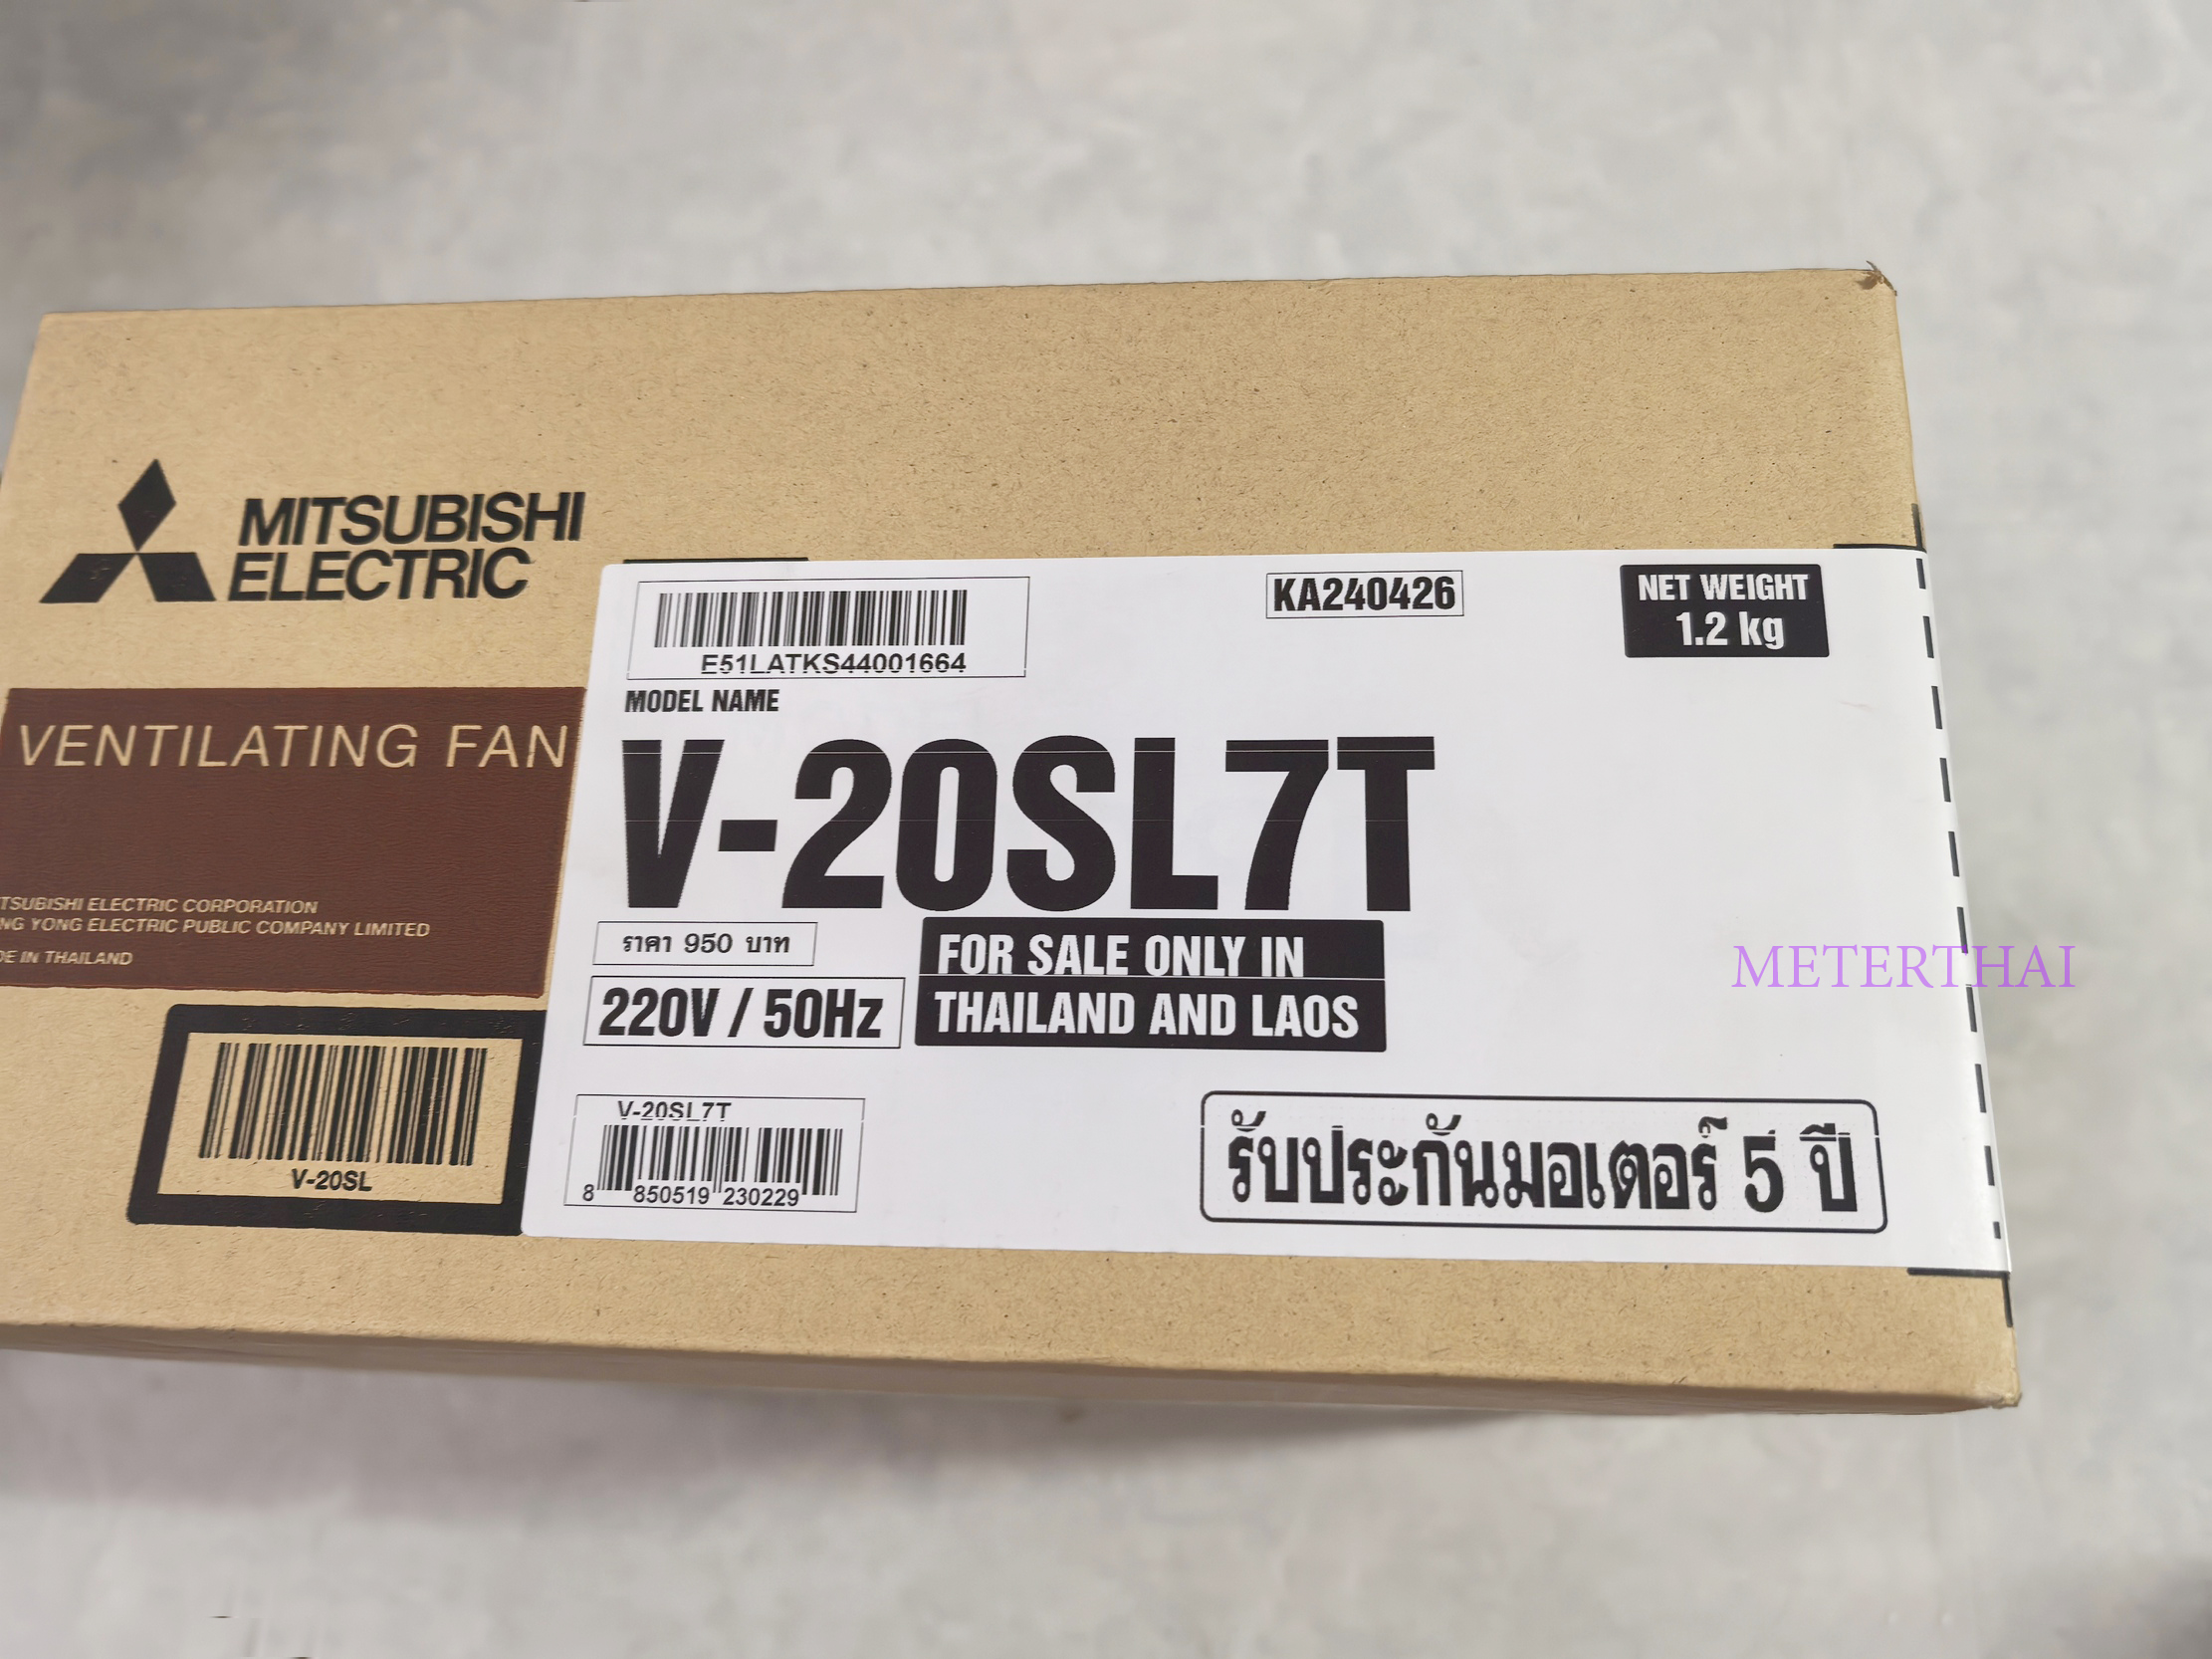 MITSUBISHI
ELECTRIC
VENTILATING FAN
TSUBISHI ELECTRIC CORPORATION
NG YONG ELECTRIC PUBLIC COMPANY LIMITED
DE IN THAILAND
V-20SL
E51LATKS44001664
KA240426
NET WEIGHT
1.2 kg
MODEL NAME
V-20SL7T
ราคา 950 บาท
220V / 50Hz
FOR SALE ONLY IN
THAILAND AND LAOS
V-20SL7T
8 850519 230229
รับประกันมอเตอร์ 5 ปี
METERTHAI